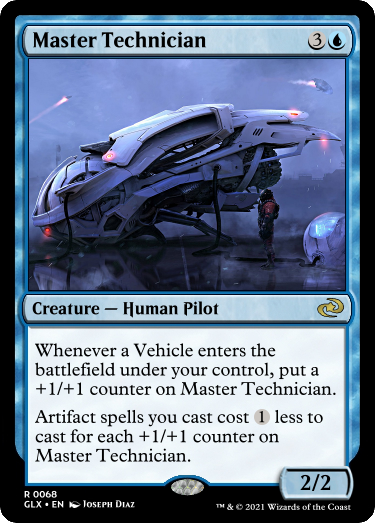 Master Technician 3
Creature — Human Pilot
Whenever a Vehicle enters the
battlefield under your control, put a
+1/+1 counter on Master Technician.
Artifact spells you cast cost 1 less to
cast for each +1/+1 counter on
Master Technician.
2/2
R 0068
GLX • EN Joseph Diaz
™ & © 2021 Wizards of the Coast